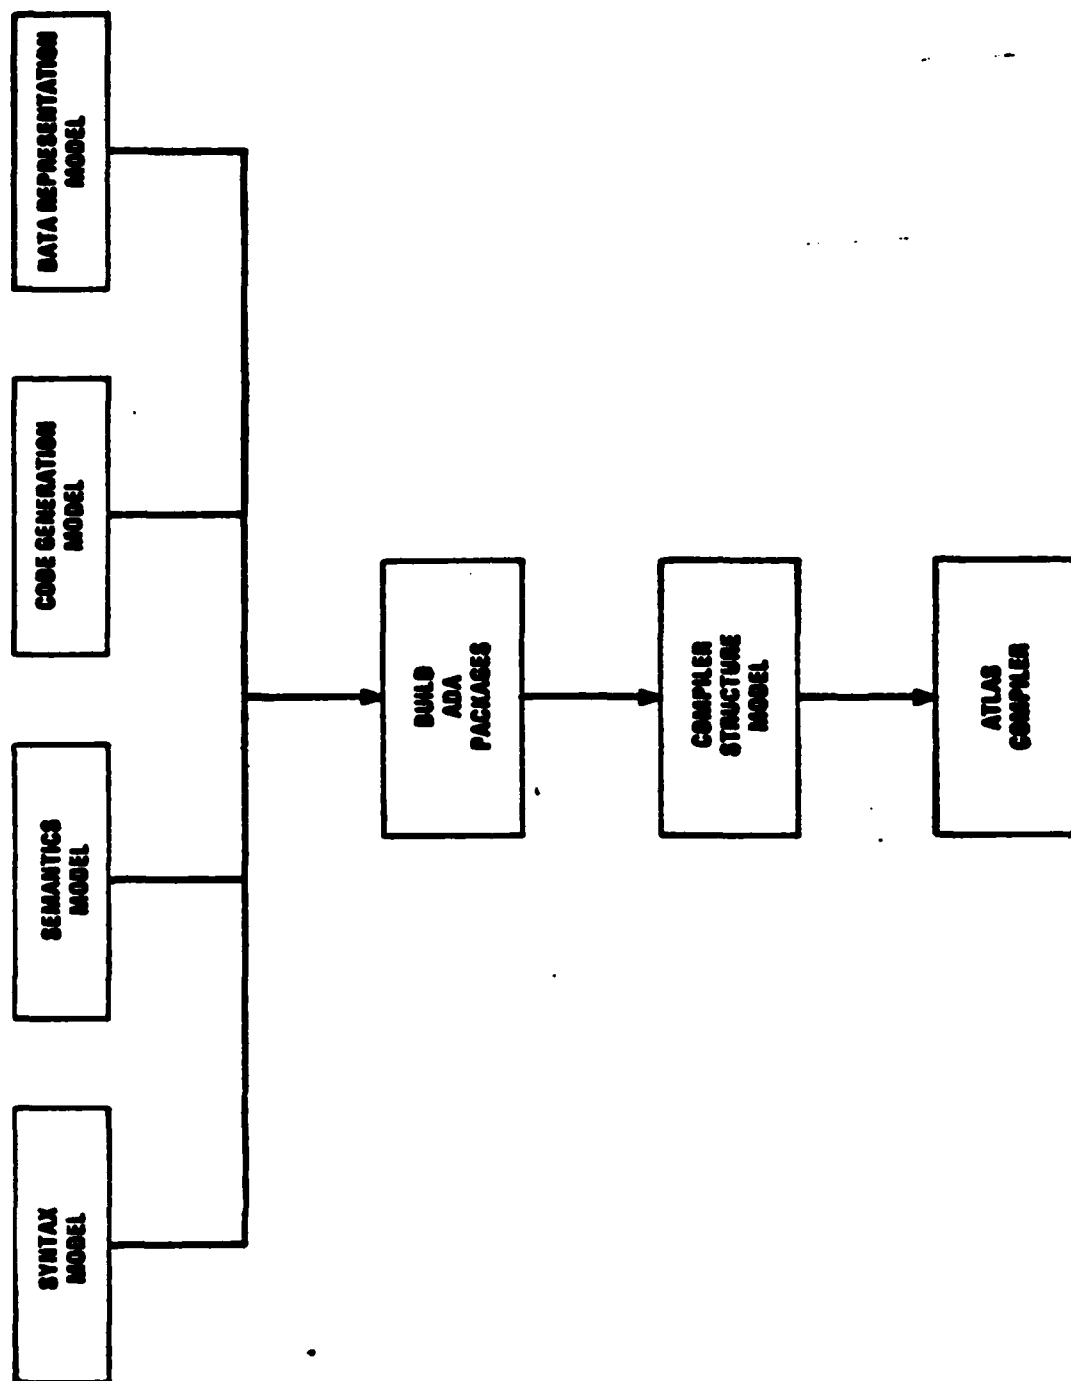 SYNTAX
MODEL
SEMANTICS
MODEL
CODE GENERATION
MODEL
DATA REPRESENTATION
MODEL
BUILD
ADA
PACKAGES
COMPILER
STRUCTURE
MODEL
ATLAS
COMPILER